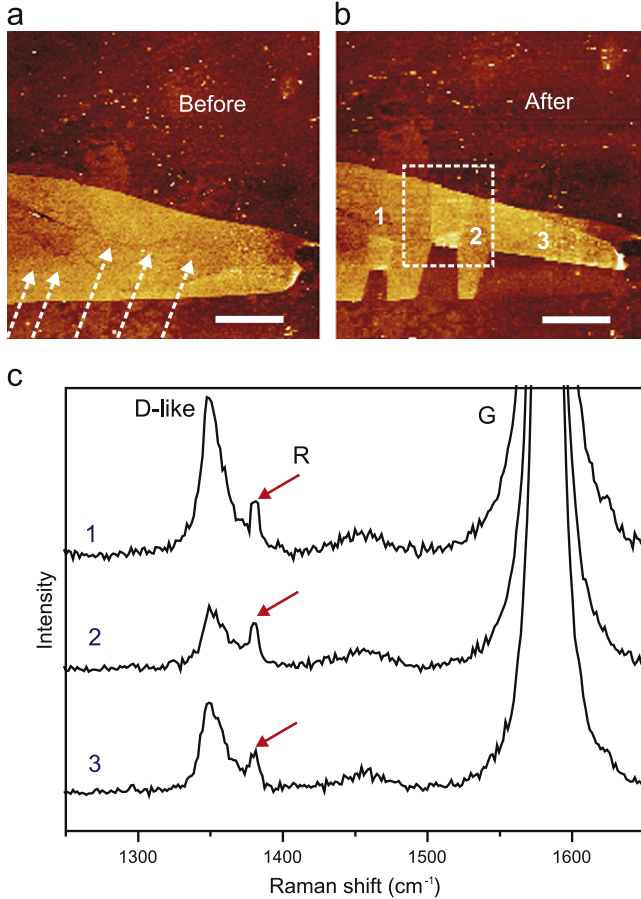 a
b
Before
After
1
2
3
c
D-like
G
R
1
2
3
Intensity
1300
1400
1500
1600
Raman shift (cm⁻¹)